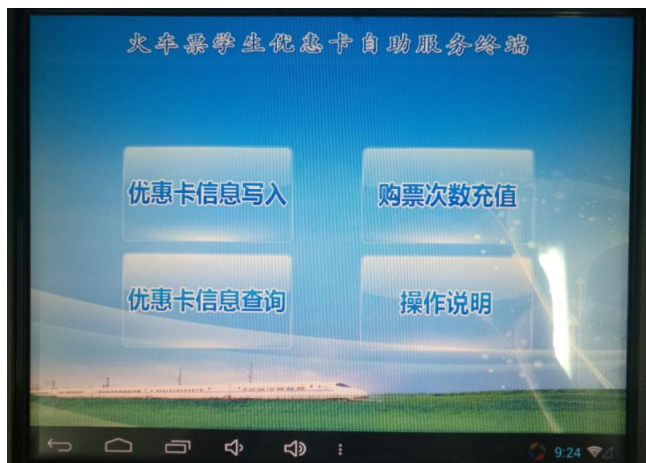 火车票学生优惠卡自助服务终端
优惠卡信息写入
购票次数充值
优惠卡信息查询
操作说明
9:24